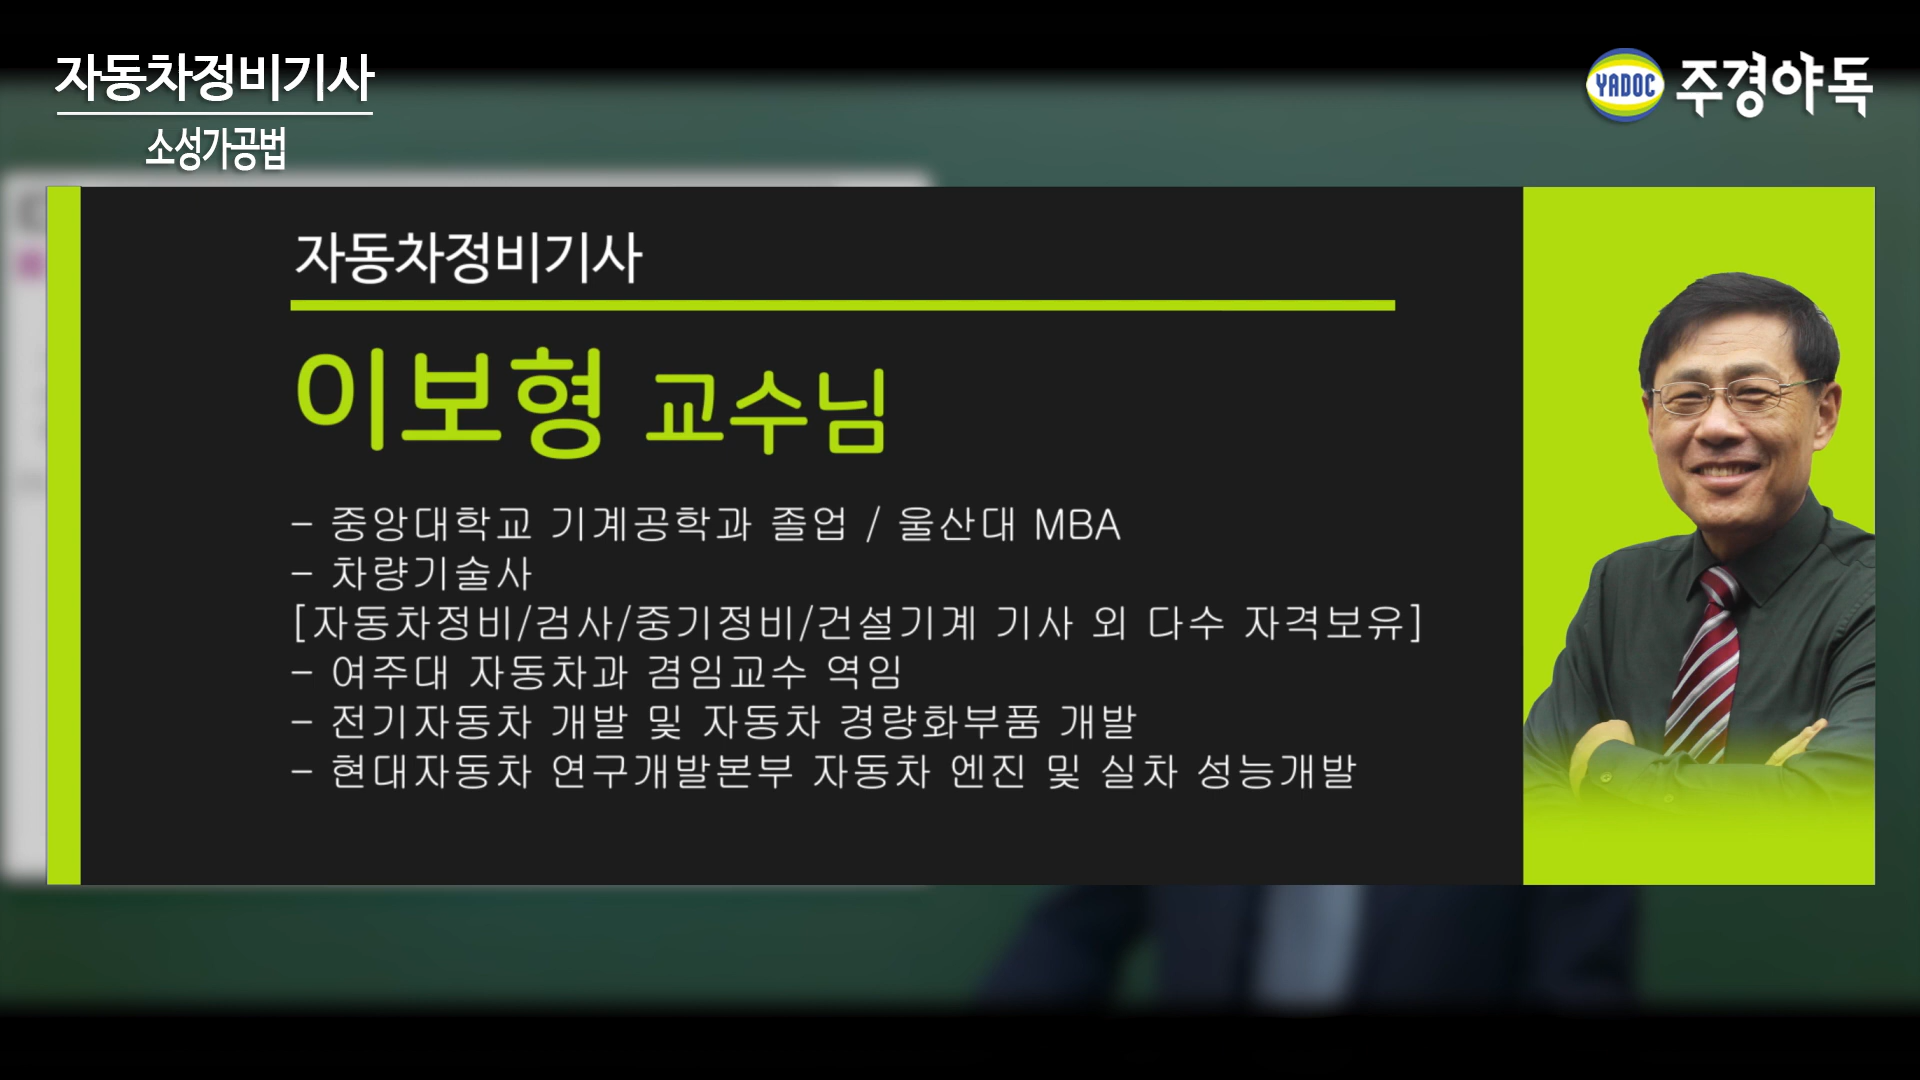 자동차정비기사
소성가공법
YADOC 주경야독
자동차정비기사
이보형 교수님
- 중앙대학교 기계공학과 졸업 / 울산대 MBA
- 차량기술사
[자동차정비/검사/중기정비/건설기계 기사 외 다수 자격보유]
- 여주대 자동차과 겸임교수 역임
- 전기자동차 개발 및 자동차 경량화부품 개발
- 현대자동차 연구개발본부 자동차 엔진 및 실차 성능개발